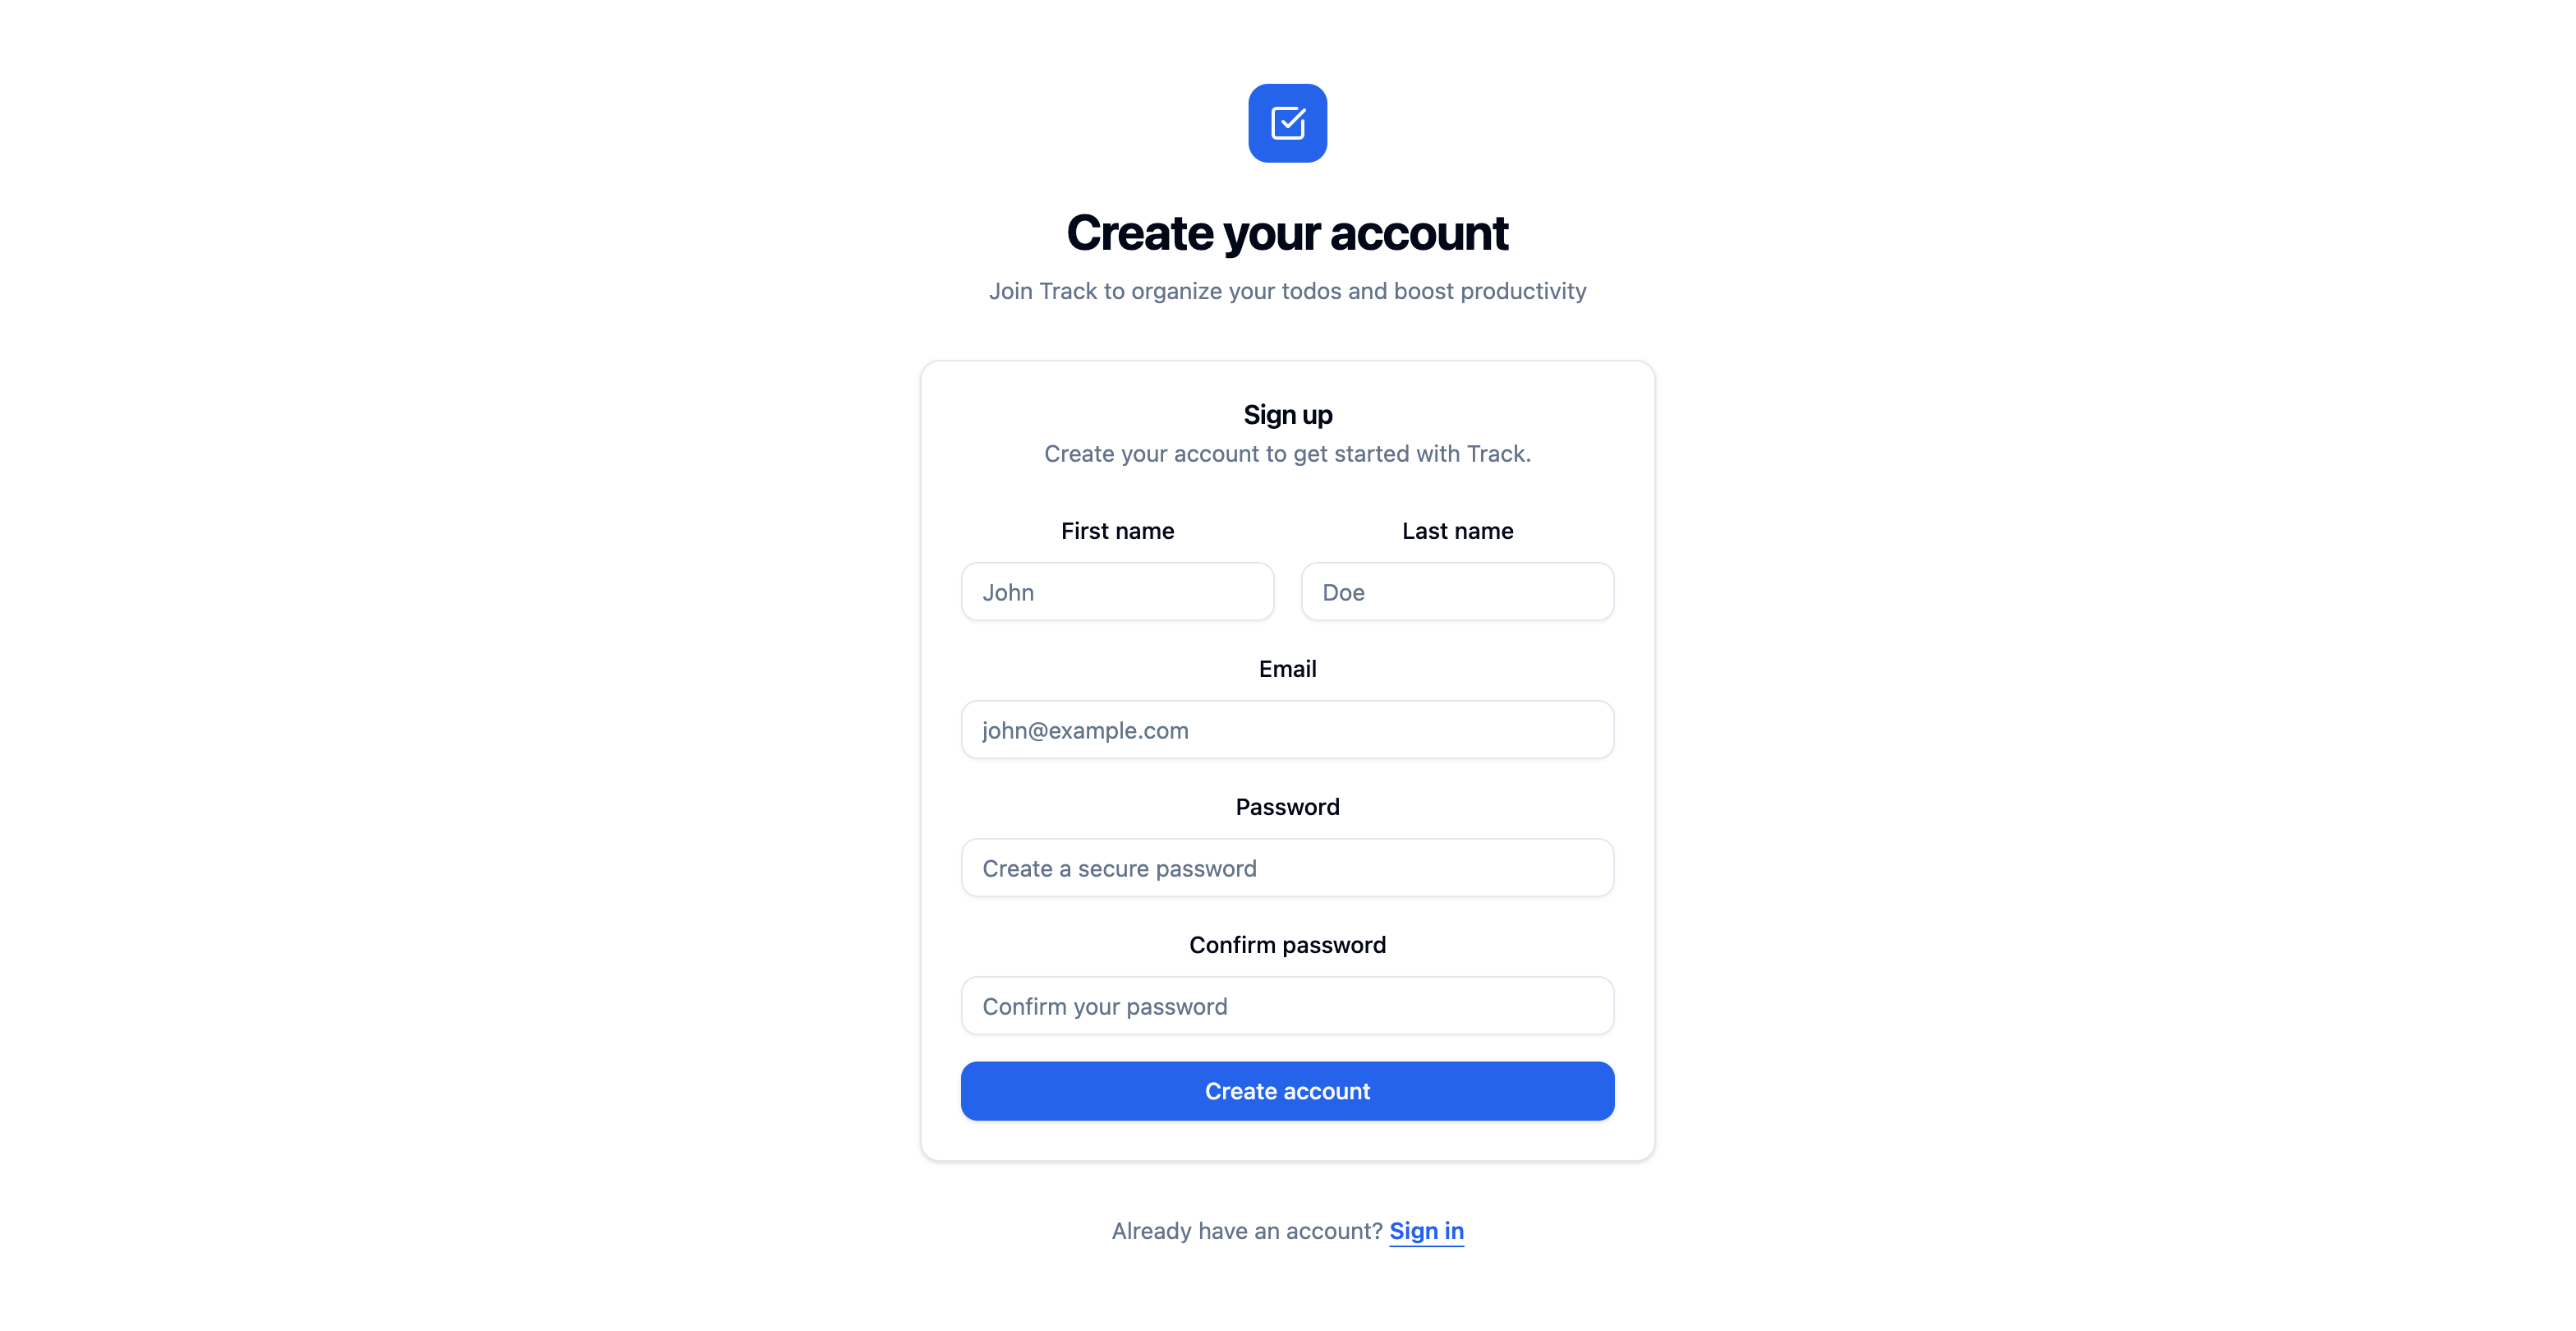 Create your account
Join Track to organize your todos and boost productivity
Sign up
Create your account to get started with Track.
First name
Last name
John
Doe
Email
john@example.com
Password
Create a secure password
Confirm password
Confirm your password
Create account
Already have an account? Sign in